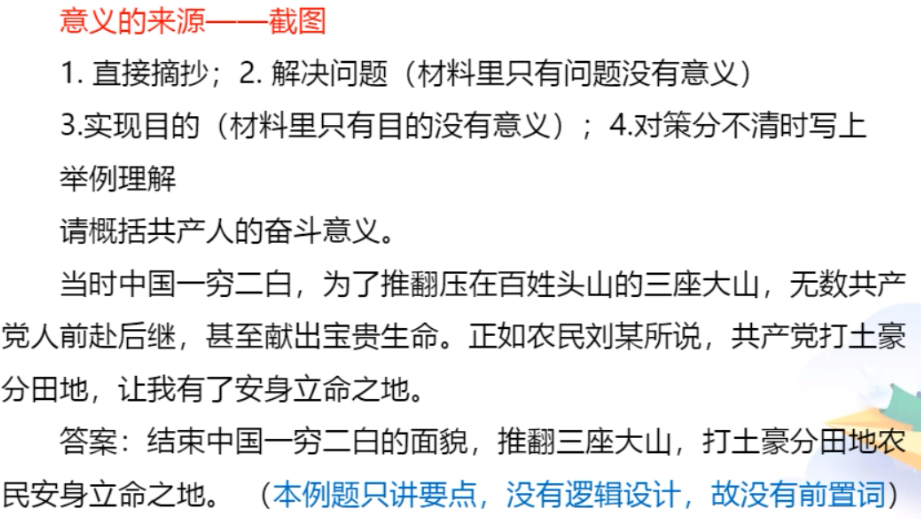 意义的来源——截图
1. 直接摘抄；2. 解决问题（材料里只有问题没有意义）
3.实现目的（材料里只有目的没有意义）；4.对策分不清时写上
举例理解
请概括共产人的奋斗意义。
当时中国一穷二白，为了推翻压在百姓头山的三座大山，无数共产
党人前赴后继，甚至献出宝贵生命。正如农民刘某所说，共产党打土豪
分田地，让我有了安身立命之地。
答案：结束中国一穷二白的面貌，推翻三座大山，打土豪分田地农
民安身立命之地。（本例题只讲要点，没有逻辑设计，故没有前置词）